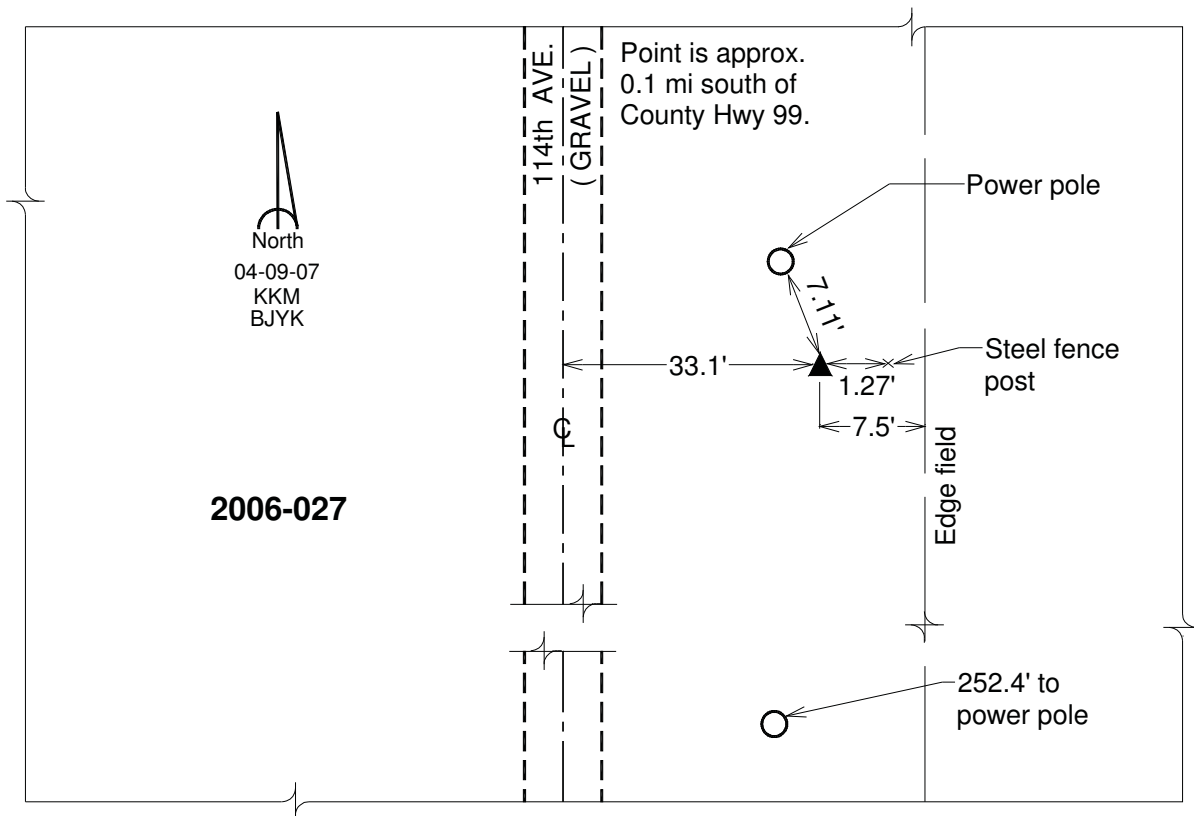 114th AVE.
( GRAVEL )
Point is approx.
0.1 mi south of
County Hwy 99.
North
04-09-07
KKM
BJYK
Power pole
7.11'
33.1'
1.27'
Steel fence
post
7.5'
℄
Edge field
2006-027
252.4' to
power pole